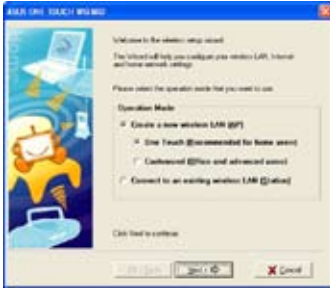 ASUS ONE TOUCH WIZARD
Welcome to the wireless setup wizard.
The Wizard will help you configure your wireless LAN, Internet
and home network settings.
Please select the operation mode that you want to use.
Operation Mode
Create a new wireless LAN (AP)
One Touch (Recommended for home users)
Customized (Office and advanced users)
Connect to an existing wireless LAN (Station)
Click Next to continue.
< Back
Next >
Cancel